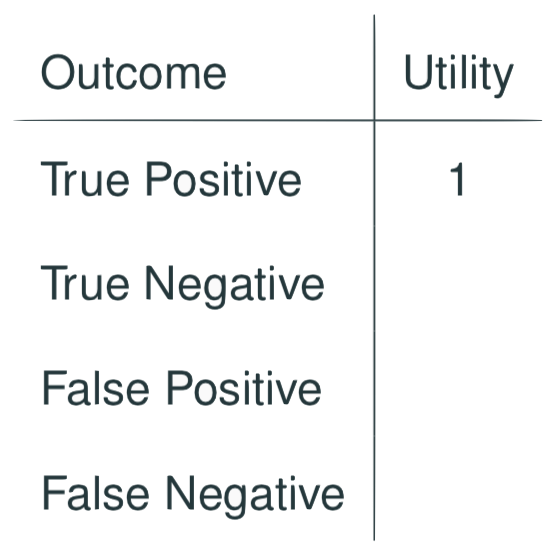 Outcome Utility
True Positive 1
True Negative
False Positive
False Negative